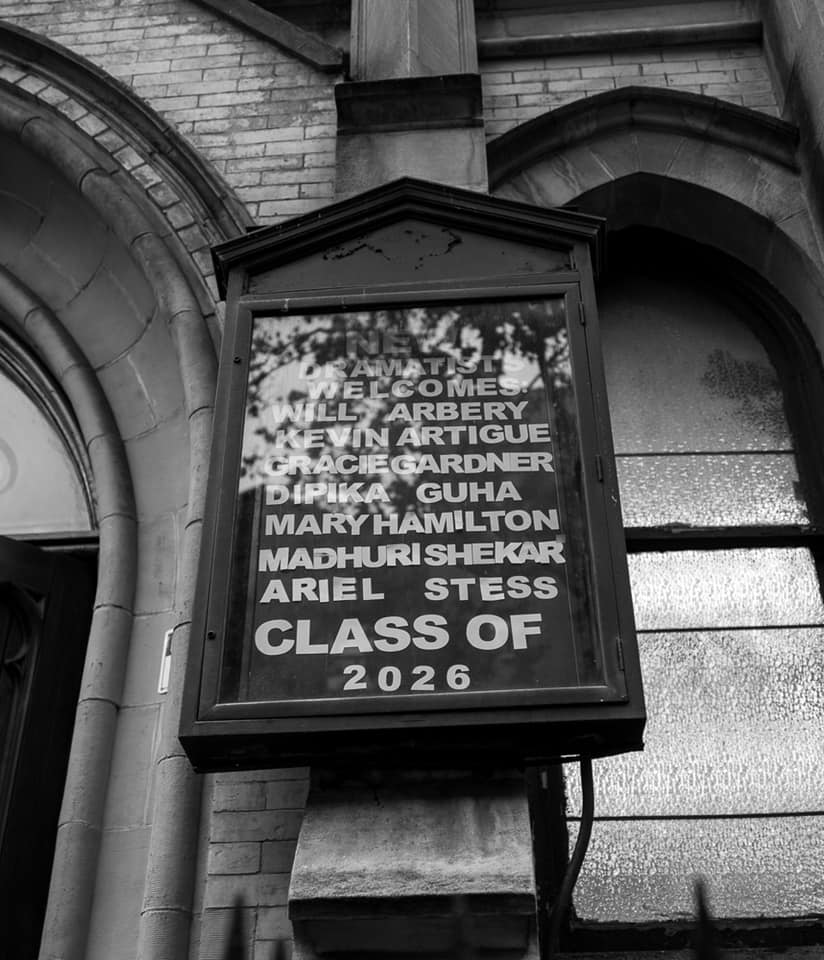 NEW
DRAMATISTS
WELCOMES:
WILL ARBERY
KEVIN ARTIGUE
GRACIE GARDNER
DIPIKA GUHA
MARY HAMILTON
MADHURI SHEKAR
ARIEL STESS
CLASS OF
2026